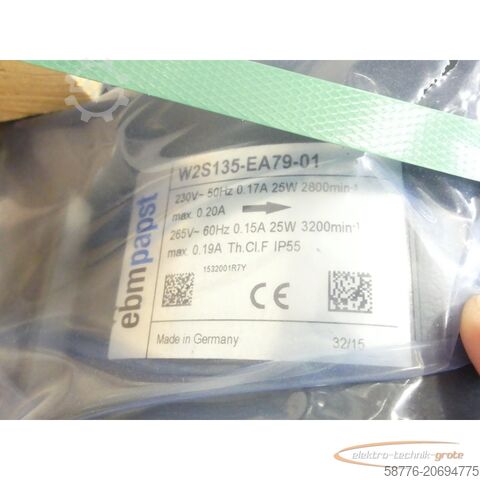 ebmpapst
W2S135-EA79-01
230V~ 50Hz 0.17A 25W 2800min-1
max. 0.20A
265V~ 60Hz 0.15A 25W 3200min-1
max. 0.19A Th.Cl.F IP55
1532001R7Y
CE
Made in Germany 32/15
elektro-technik-grote
58776-20694775